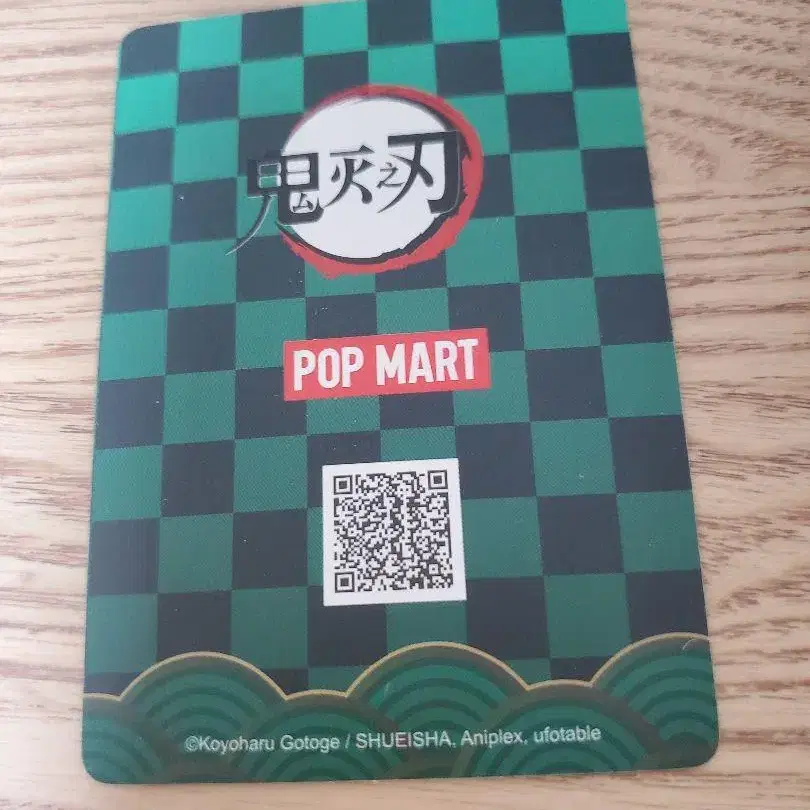 鬼灭之刃
POP MART
©Koyoharu Gotoge / SHUEISHA, Aniplex, ufotable